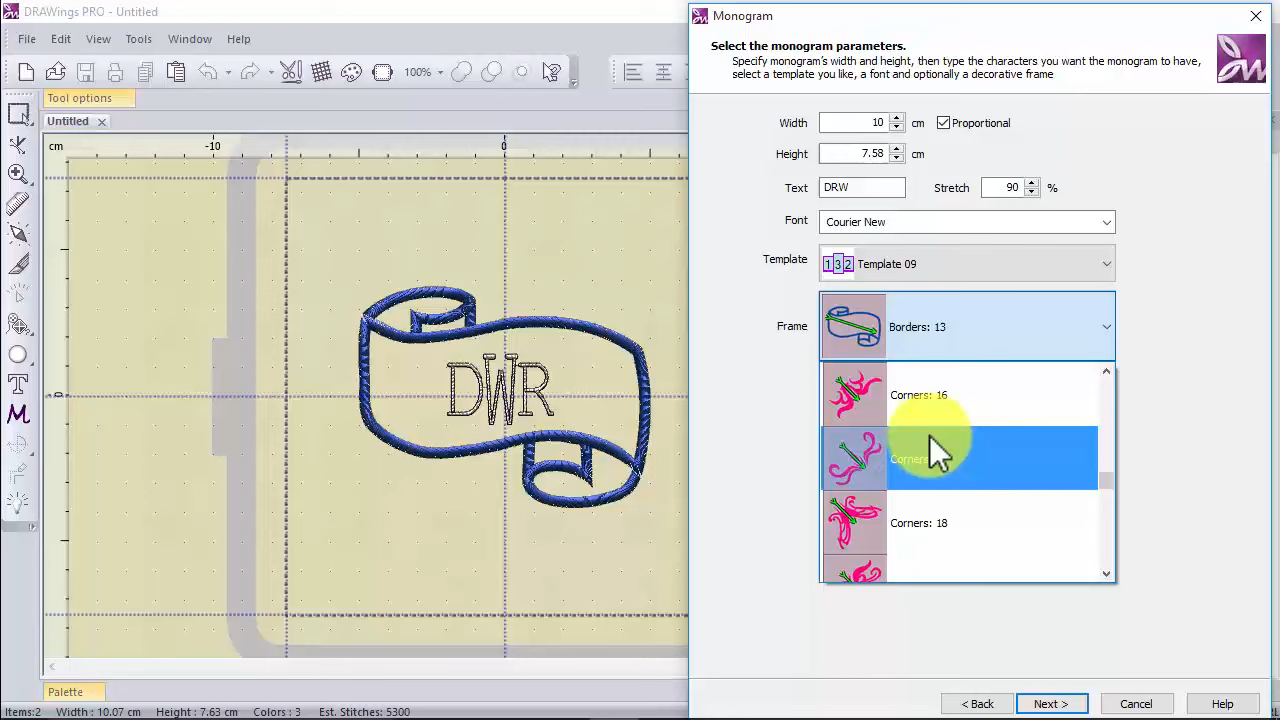 DRAWings PRO - Untitled
Monogram
File Edit View Tools Window Help
Select the monogram parameters.
Specify monogram's width and height, then type the characters you want the monogram to have,
select a template you like, a font and optionally a decorative frame
100%
Tool options
Untitled
Width 10 cm Proportional
cm -10 0
Height 7.58 cm
Text DRW Stretch 90 %
Font Courier New
Template 132 Template 09
Frame Borders: 13
DWR
Corners: 16
Corners: 18
0
Palette
< Back Next > Cancel Help
Items:2 Width : 10.07 cm Height : 7.63 cm Colors : 3 Est. Stitches: 5300